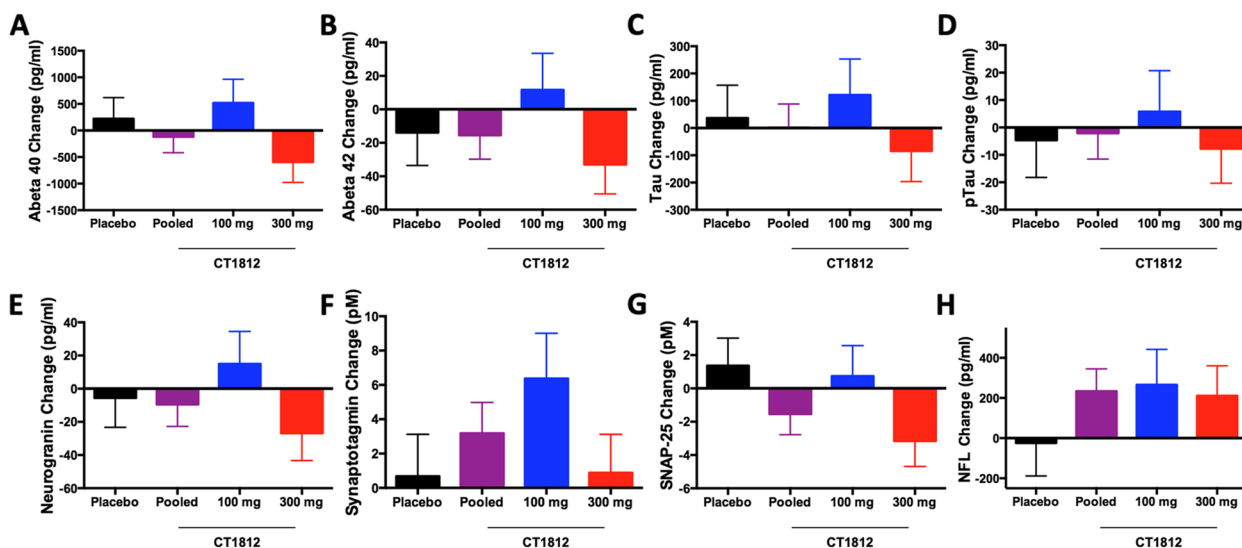 A
Abeta 40 Change (pg/ml)
1500
1000
500
0
-500
-1000
-1500
Placebo Pooled 100 mg 300 mg
CT1812
B
Abeta 42 Change (pg/ml)
40
20
0
-20
-40
-60
Placebo Pooled 100 mg 300 mg
CT1812
C
Tau Change (pg/ml)
300
200
100
0
-100
-200
-300
Placebo Pooled 100 mg 300 mg
CT1812
D
pTau Change (pg/ml)
30
20
10
0
-10
-20
-30
Placebo Pooled 100 mg 300 mg
CT1812
E
Neurogranin Change (pg/ml)
40
20
0
-20
-40
-60
Placebo Pooled 100 mg 300 mg
CT1812
F
Synaptotagmin Change (pM)
10
8
6
4
2
0
Placebo Pooled 100 mg 300 mg
CT1812
G
SNAP-25 Change (pM)
4
2
0
-2
-4
-6
Placebo Pooled 100 mg 300 mg
CT1812
H
NFL Change (pg/ml)
400
200
0
-200
Placebo Pooled 100 mg 300 mg
CT1812